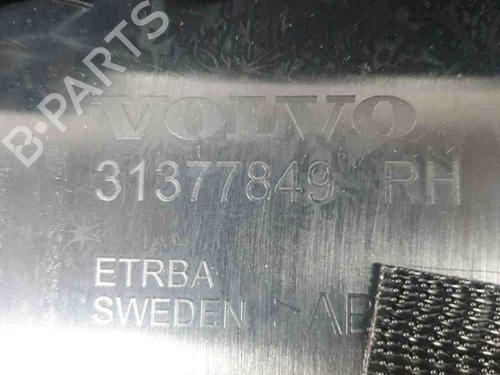 B-PARTS
VOLVO
31377849 RH
ETRBA
SWEDEN